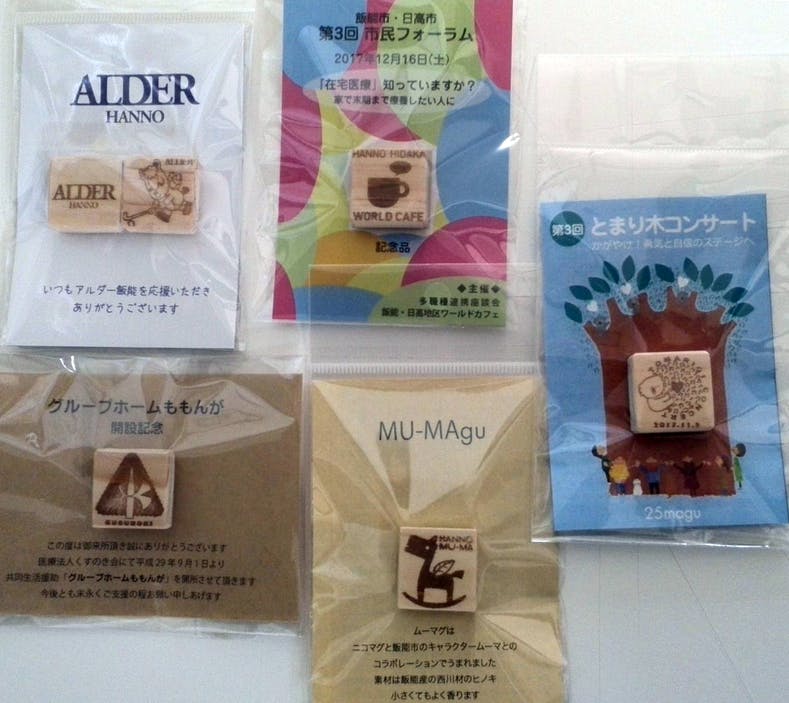 ALDER
HANNO
ALDER
HANNO
ALDER
いつもアルダー飯能を応援いただき
ありがとうございます
飯能市・日高市
第3回 市民フォーラム
2017年12月16日(土)
「在宅医療」知っていますか?
家で末期まで療養したい人に
HANNO HIDAKA
WORLD CAFE
記念品
◆主催◆
多職種連携座談会
飯能・日高地区ワールドカフェ
第3回 とまり木コンサート
かがやけ!勇気と自信のステージへ
TOMARIGI CONCERT
2017.11.5
25magu
グループホームももんが
開設記念
KUSUNOKI
この度は御来所頂き誠にありがとうございます
医療法人くすのき会にて平成29年9月1日より
共同生活援助「グループホームももんが」を開所させて頂きます
今後とも末永くご支援の程お願い申しあげます
MU-MAgu
HANNO
MU-MA
ムーマグは
ニコマグと飯能市のキャラクタームーマとの
コラボレーションでうまれました
素材は飯能産の西川材のヒノキ
小さくてもよく香ります